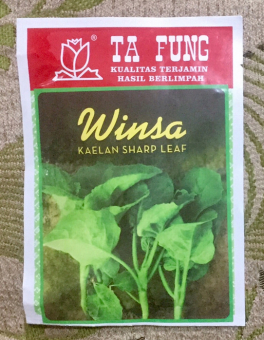 ®
TA FUNG
KUALITAS TERJAMIN
HASIL BERLIMPAH
Winsa
KAELAN SHARP LEAF